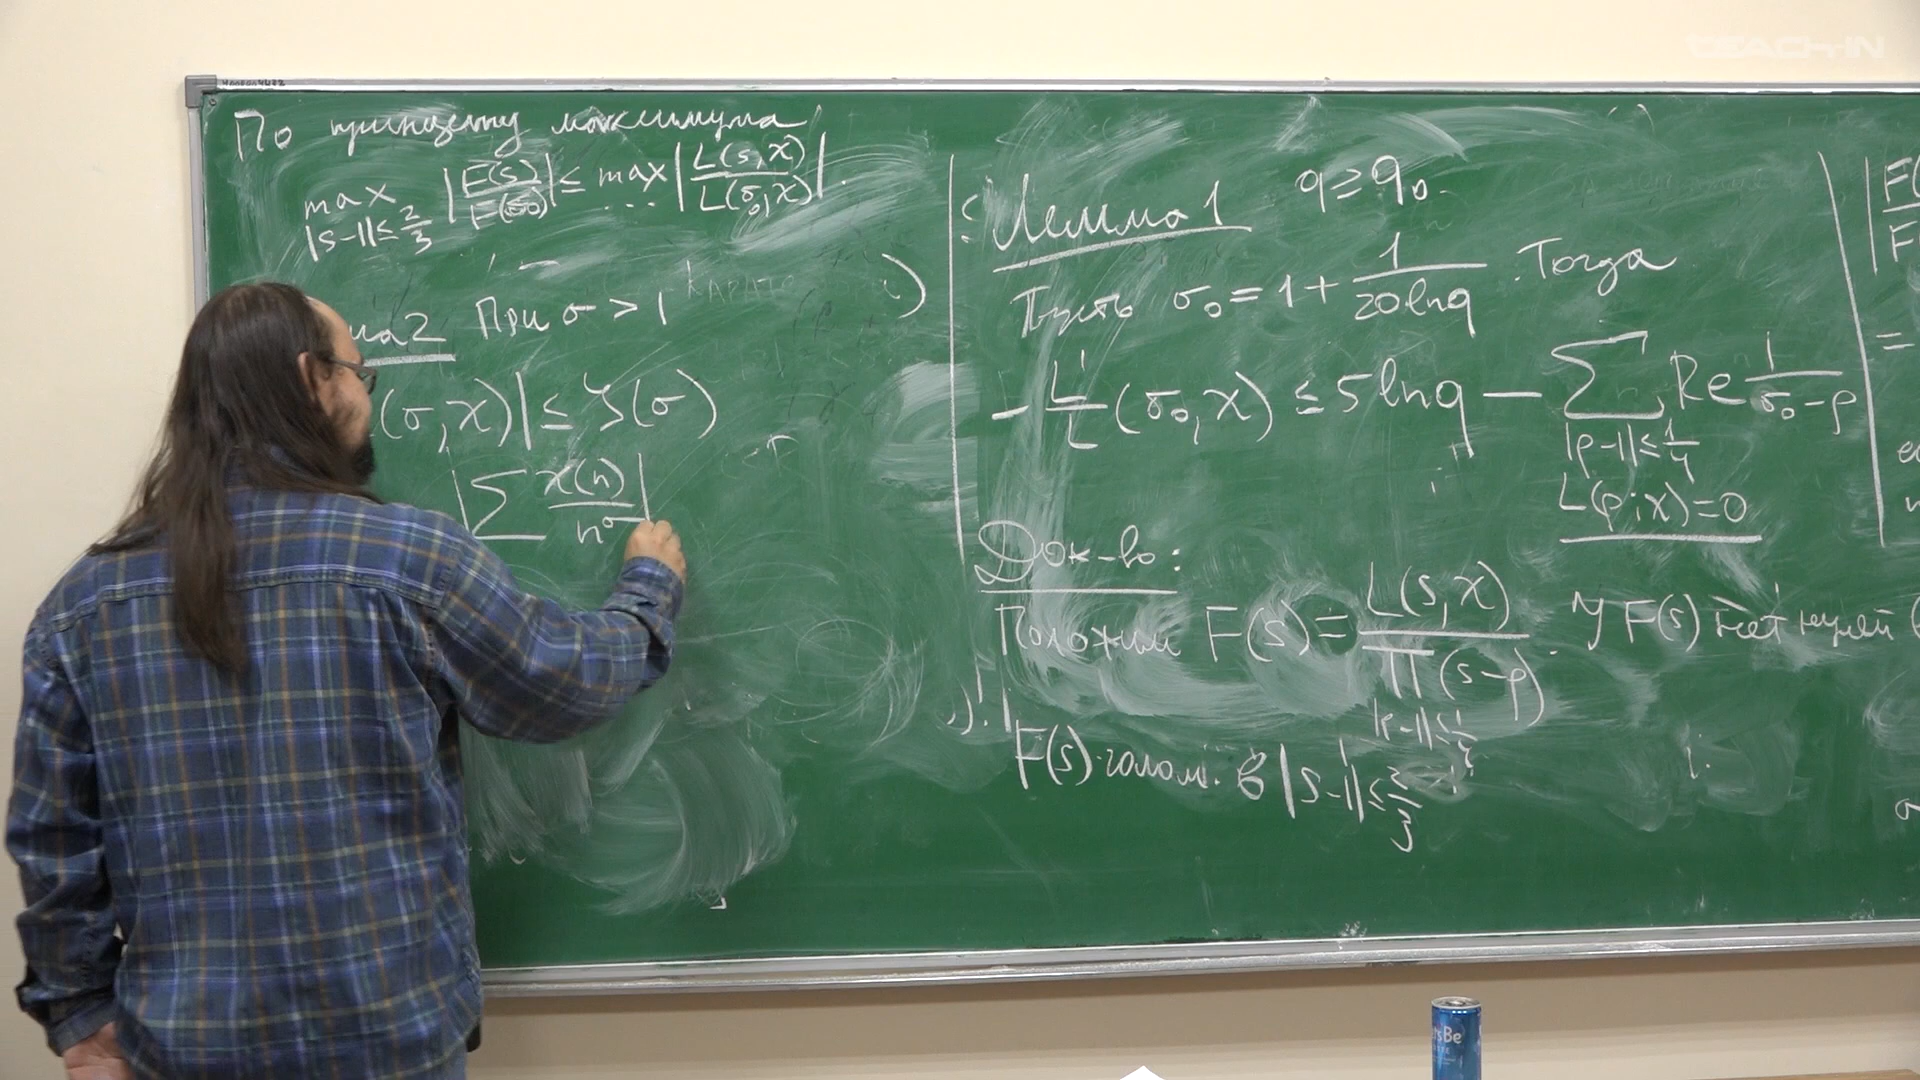 TEACH-IN
По принципу максимума
max |F(s)/F(σ₀)| ≤ max |L(s,χ)/L(σ₀,χ)|.
|s-1|≤2/3 ...
ма2 При σ > 1
(σ,χ)| ≤ ζ(σ)
|∑ χ(n)/n^σ|
Лемма 1 q ≥ q₀.
Пусть σ₀ = 1 + 1/(20 ln q). Тогда
- L'/L (σ₀,χ) ≤ 5 ln q - ∑ Re 1/(σ₀-ρ)
|ρ-1|≤1/4
L(ρ;χ)=0
Док-во:
Положим F(s) = L(s,χ)/∏(s-ρ). У F(s) нет нулей
|ρ-1|≤1/4
F(s) голом. в |s-1|≤2/3
|F(
F
=
Be